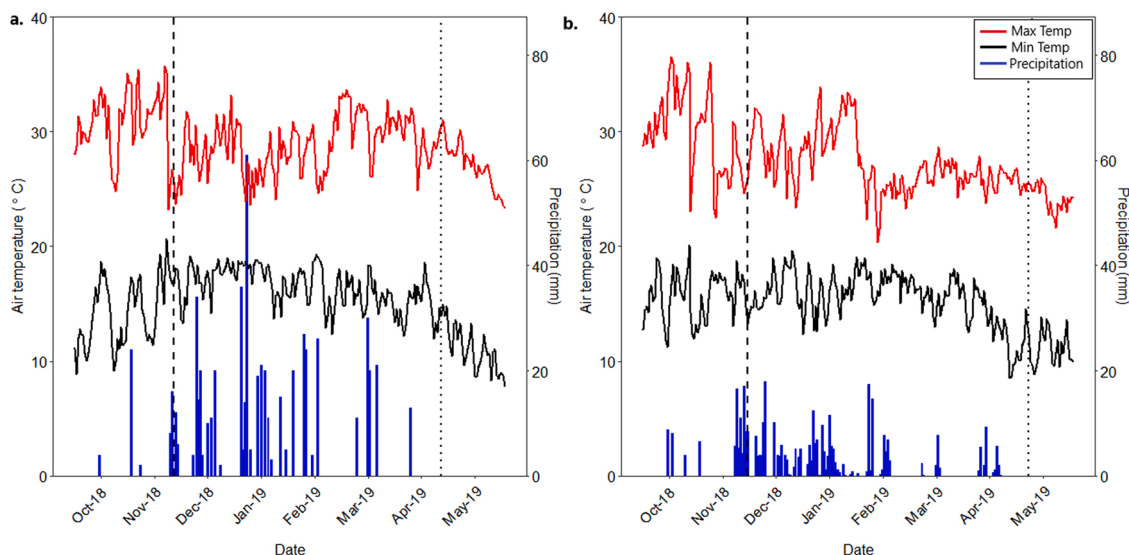 a.
40
30
20
10
0
Air temperature ( ° C)
80
60
40
20
0
Precipitation (mm)
Oct-18
Nov-18
Dec-18
Jan-19
Feb-19
Mar-19
Apr-19
May-19
Date
b.
40
30
20
10
0
Air temperature ( ° C)
Max Temp
Min Temp
Precipitation
80
60
40
20
0
Precipitation (mm)
Oct-18
Nov-18
Dec-18
Jan-19
Feb-19
Mar-19
Apr-19
May-19
Date